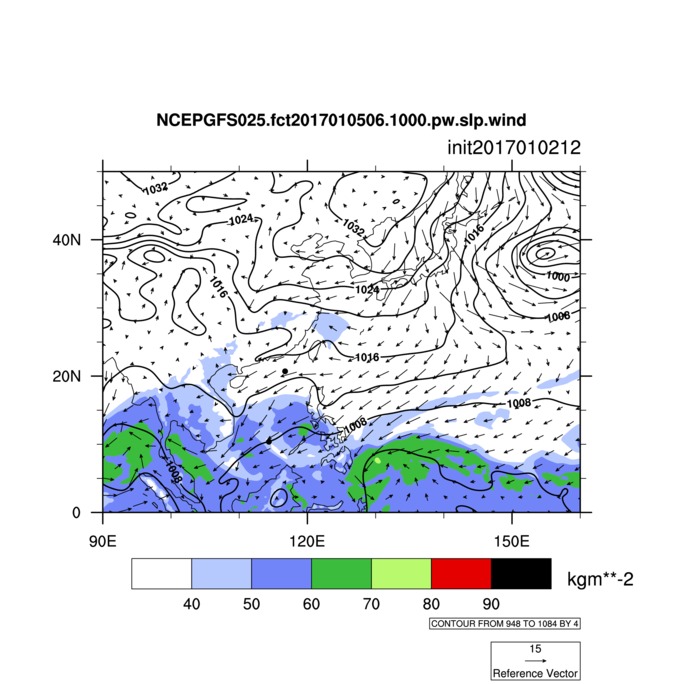 NCEPGFS025.fct2017010506.1000.pw.slp.wind
init2017010212
1032
1024
1032
1016
40N
1016
1000
1024
1008
1016
20N
1008
1008
1008
0
90E 120E 150E
kgm**-2
40 50 60 70 80 90
CONTOUR FROM 948 TO 1084 BY 4
15
Reference Vector